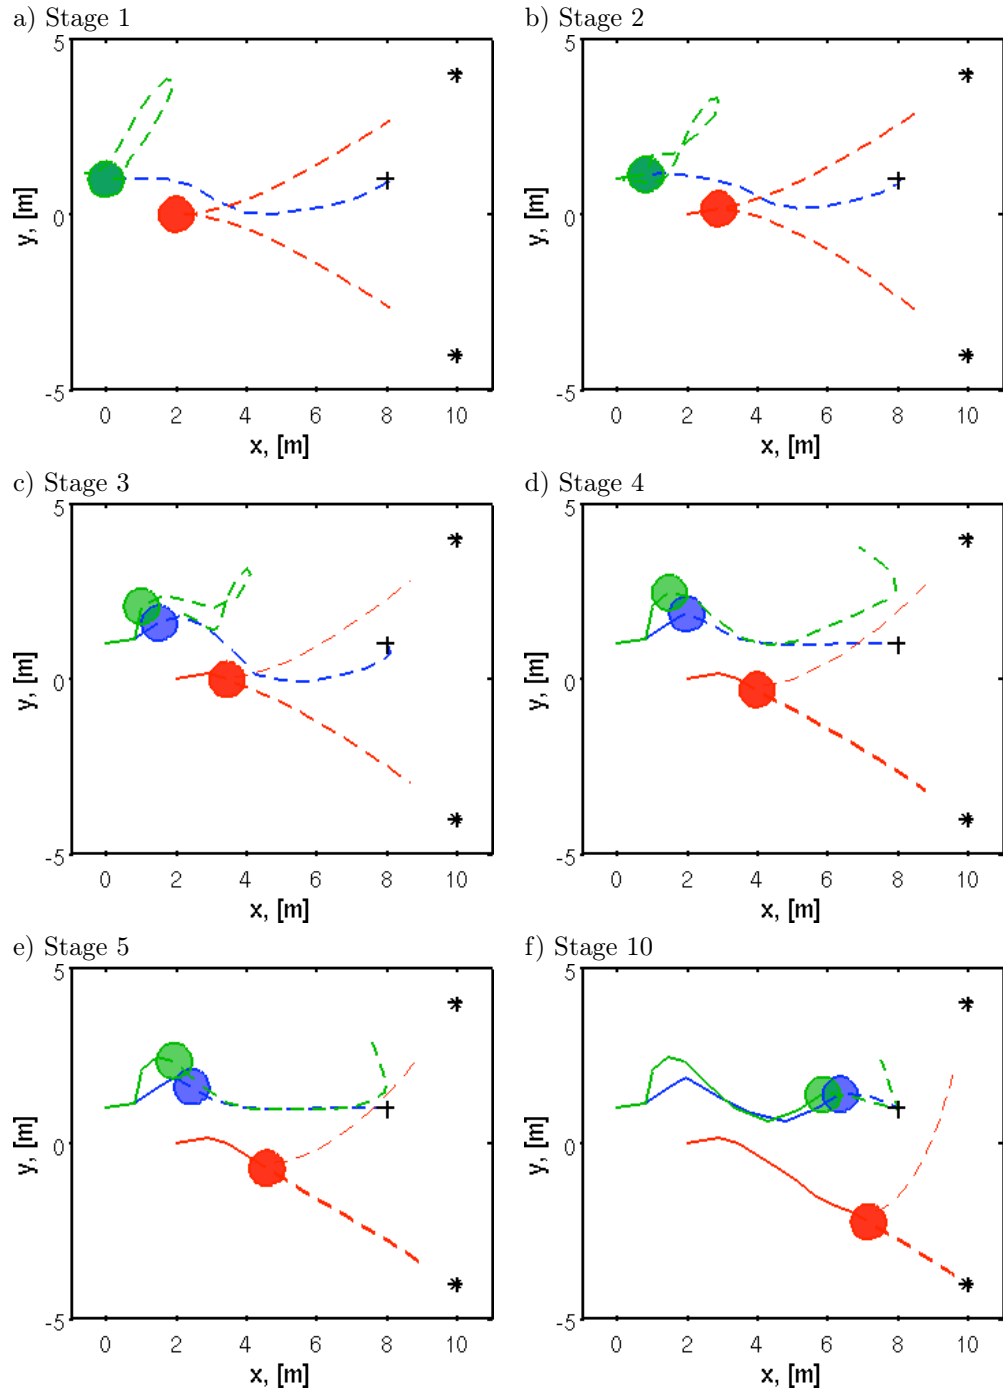 a) Stage 1
b) Stage 2
5
0
-5
0 2 4 6 8 10
x, [m]
y, [m]
5
0
-5
0 2 4 6 8 10
x, [m]
y, [m]
c) Stage 3
d) Stage 4
5
0
-5
0 2 4 6 8 10
x, [m]
y, [m]
5
0
-5
0 2 4 6 8 10
x, [m]
y, [m]
e) Stage 5
f) Stage 10
5
0
-5
0 2 4 6 8 10
x, [m]
y, [m]
5
0
-5
0 2 4 6 8 10
x, [m]
y, [m]